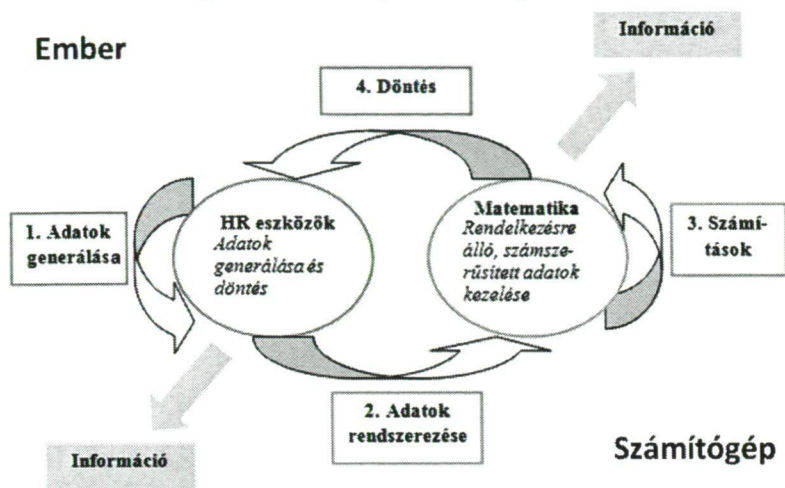 Információ
Ember
4. Döntés
1. Adatok
generálása
HR eszközök
Adatok
generálása és
döntés
Matematika
Rendelkezésre
álló, számsze-
rűsített adatok
kezelése
3. Számí-
tások
2. Adatok
rendszerezése
Információ
Számítógép